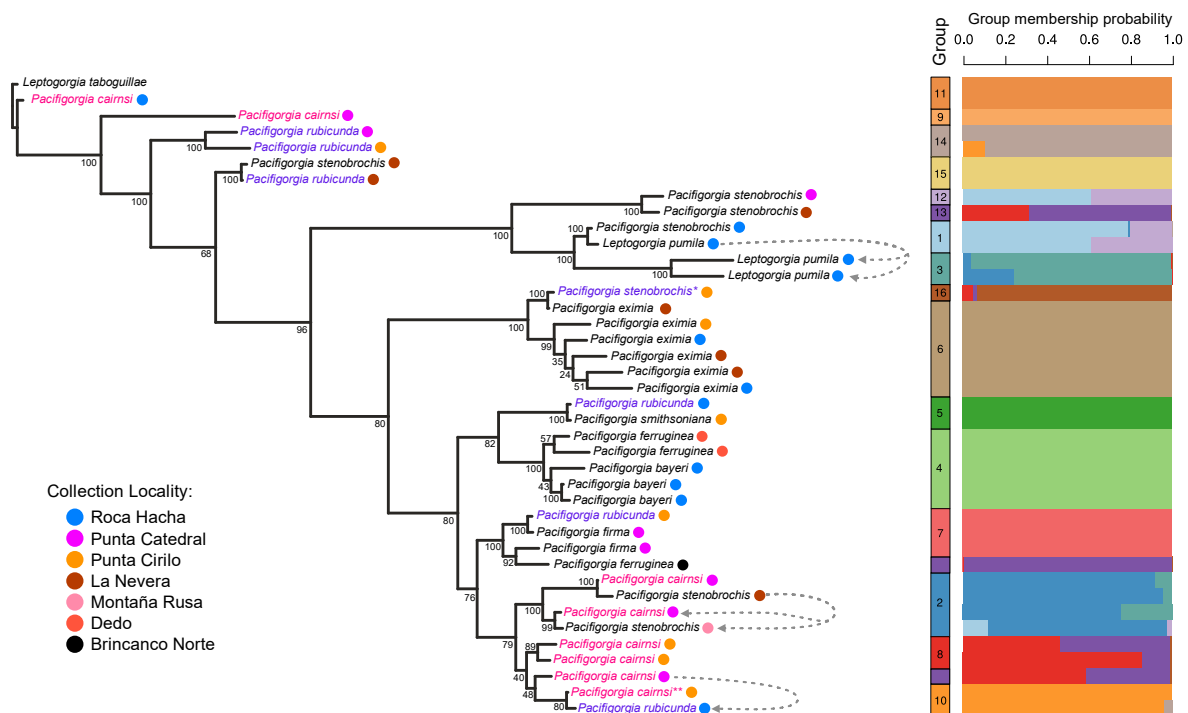 Group membership probability
Group
0.0 0.2 0.4 0.6 0.8 1.0
Leptogorgia taboguillae
Pacifigorgia cairnsi
Pacifigorgia cairnsi
Pacifigorgia rubicunda
Pacifigorgia rubicunda
Pacifigorgia stenobrochis
Pacifigorgia rubicunda
Pacifigorgia stenobrochis
Pacifigorgia stenobrochis
Pacifigorgia stenobrochis
Leptogorgia pumila
Leptogorgia pumila
Leptogorgia pumila
Pacifigorgia stenobrochis*
Pacifigorgia eximia
Pacifigorgia eximia
Pacifigorgia eximia
Pacifigorgia eximia
Pacifigorgia eximia
Pacifigorgia eximia
Pacifigorgia rubicunda
Pacifigorgia smithsoniana
Pacifigorgia ferruginea
Pacifigorgia ferruginea
Pacifigorgia bayeri
Pacifigorgia bayeri
Pacifigorgia bayeri
Pacifigorgia rubicunda
Pacifigorgia firma
Pacifigorgia firma
Pacifigorgia ferruginea
Pacifigorgia cairnsi
Pacifigorgia stenobrochis
Pacifigorgia cairnsi
Pacifigorgia stenobrochis
Pacifigorgia cairnsi
Pacifigorgia cairnsi
Pacifigorgia cairnsi
Pacifigorgia cairnsi**
Pacifigorgia rubicunda
100
100
100
100
68
96
100
100
100
100
100
80
100
100
99
35
24
51
80
82
100
100
57
43
100
76
100
100
92
79
100
100
99
40
89
48
80
11
9
14
15
12
13
1
3
16
6
5
4
7
2
8
10
Collection Locality:
Roca Hacha
Punta Catedral
Punta Cirilo
La Nevera
Montaña Rusa
Dedo
Brincanco Norte